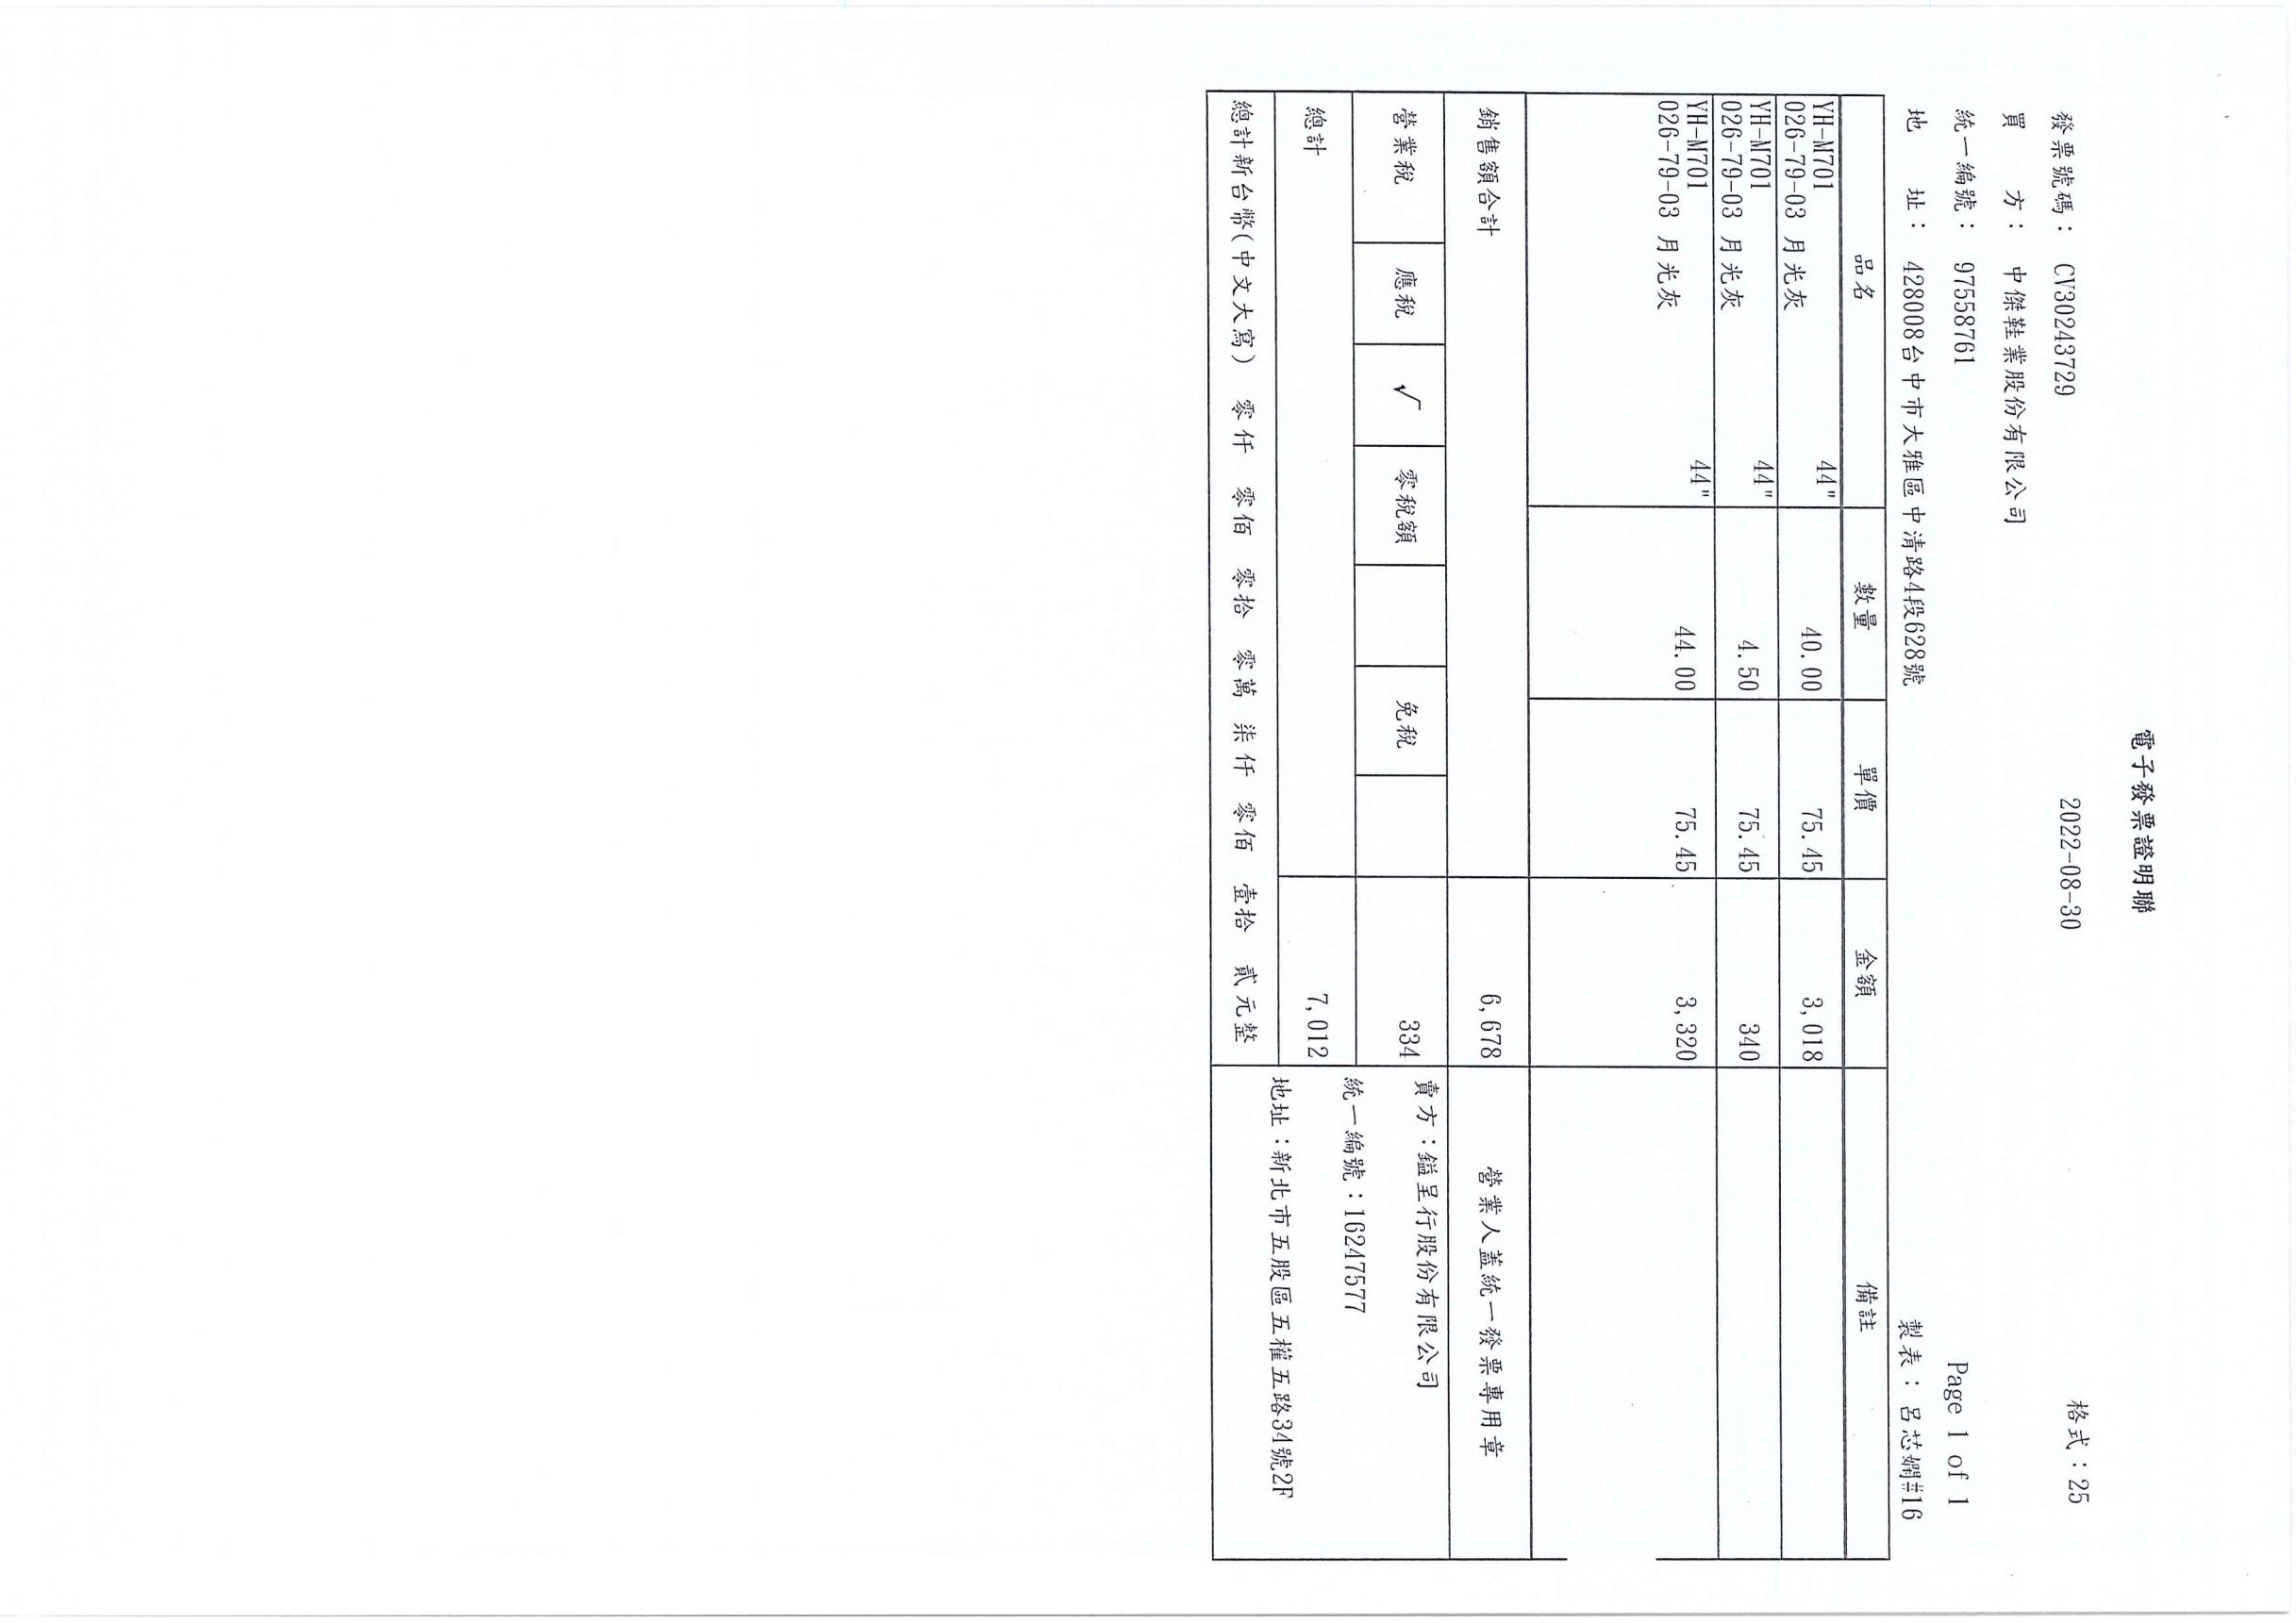 電子發票證明聯
發票號碼： CV30243729 2022-08-30 格式：25
買 方： 中傑鞋業股份有限公司
統一編號： 97558761 Page 1 of 1
地 址： 428008台中市大雅區中清路4段628號 製表： 呂芯嫻#16
品名 數量 單價 金額 備註
YH-M701 44" 40.00 75.45 3,018
026-79-03 月光灰
YH-M701 44" 4.50 75.45 340
026-79-03 月光灰
YH-M701 44" 44.00 75.45 3,320
026-79-03 月光灰
銷售額合計 6,678 營業人蓋統一發票專用章
營業稅 應稅 √ 零稅額 免稅 334
賣方：鎰呈行股份有限公司
統一編號：16247577
總計 7,012
地址：新北市五股區五權五路34號2F
總計新台幣(中文大寫) 零仟 零佰 零拾 零萬 柒仟 零佰 壹拾 貳元整